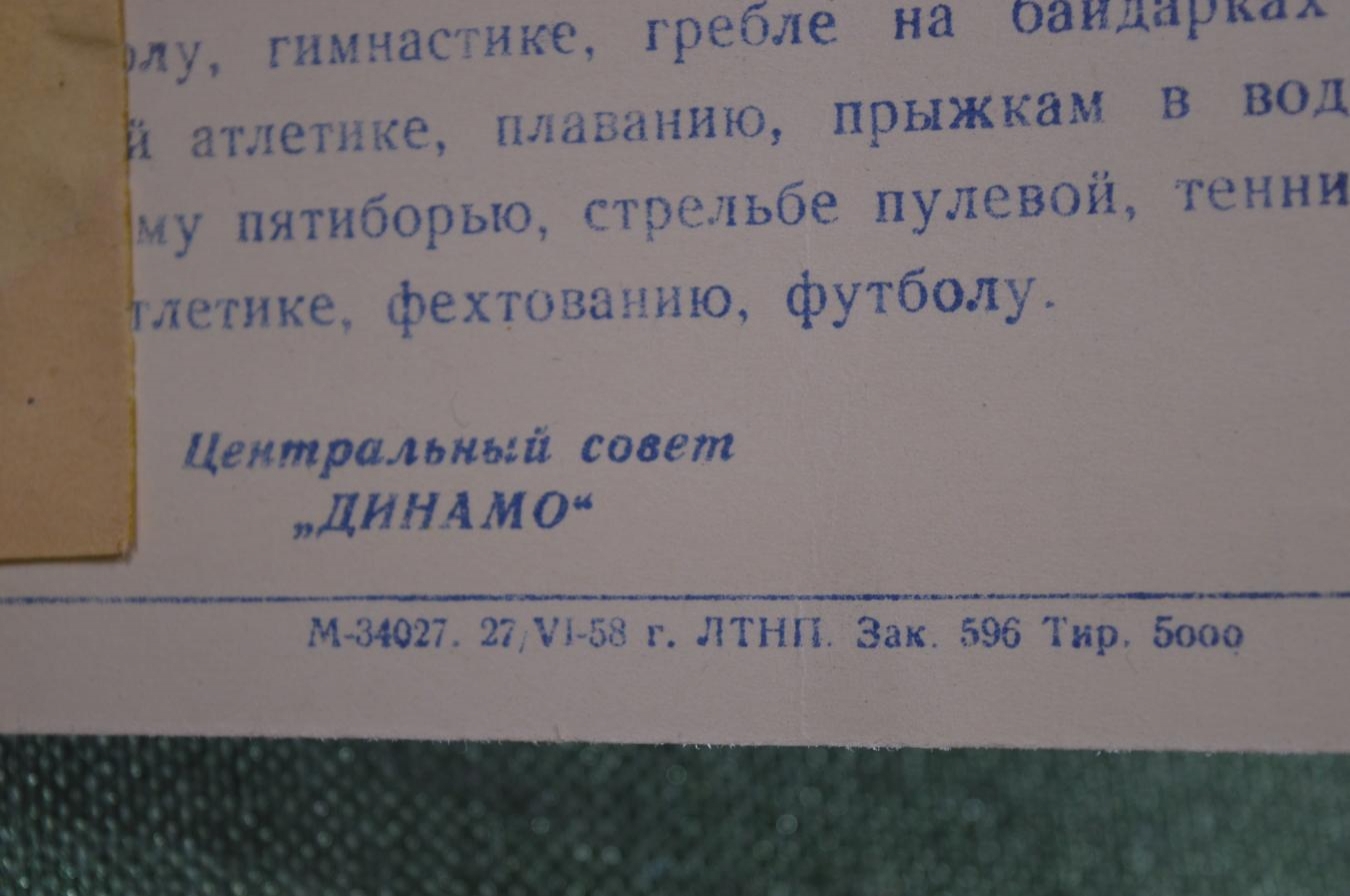 олу, гимнастике, гребле на байдарках
й атлетике, плаванию, прыжкам в вод
му пятиборью, стрельбе пулевой, тенни
тлетике, фехтованию, футболу.
Центральный совет
„ДИНАМО“
М-34027. 27/VI-58 г. ЛТНП. Зак. 596 Тир. 5000